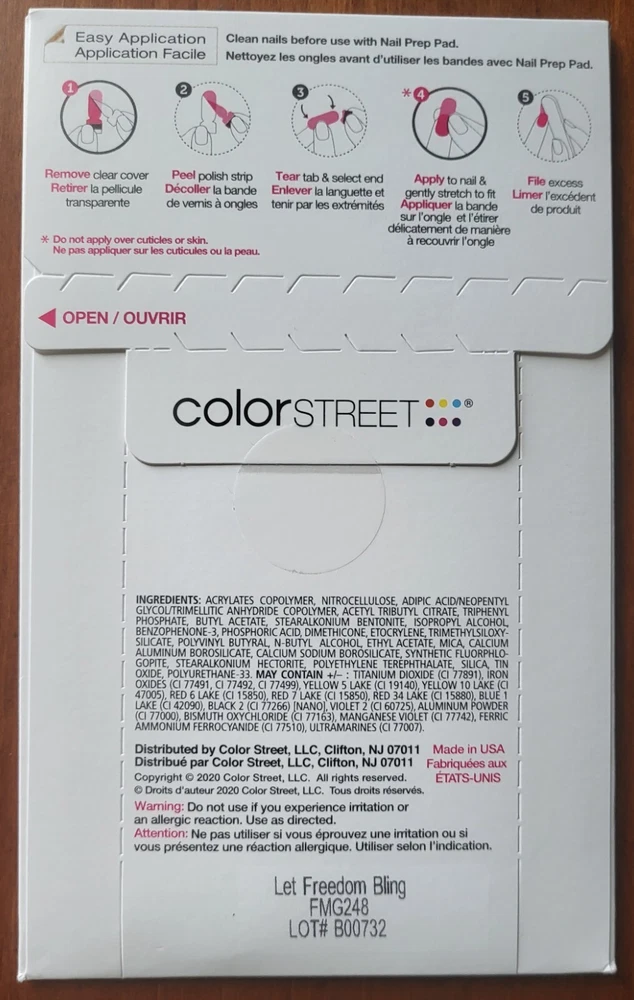 Easy Application
Application Facile
Clean nails before use with Nail Prep Pad.
Nettoyez les ongles avant d'utiliser les bandes avec Nail Prep Pad.
1
Remove clear cover
Retirer la pellicule
transparente
2
Peel polish strip
Décoller la bande
de vernis à ongles
3
Tear tab & select end
Enlever la languette et
tenir par les extrémités
*4
Apply to nail &
gently stretch to fit
Appliquer la bande
sur l'ongle et l'étirer
délicatement de manière
à recouvrir l'ongle
5
File excess
Limer l'excédent
de produit
* Do not apply over cuticles or skin.
Ne pas appliquer sur les cuticules ou la peau.
OPEN / OUVRIR
colorSTREET®
INGREDIENTS: ACRYLATES COPOLYMER, NITROCELLULOSE, ADIPIC ACID/NEOPENTYL
GLYCOL/TRIMELLITIC ANHYDRIDE COPOLYMER, ACETYL TRIBUTYL CITRATE, TRIPHENYL
PHOSPHATE, BUTYL ACETATE, STEARALKONIUM BENTONITE, ISOPROPYL ALCOHOL,
BENZOPHENONE-3, PHOSPHORIC ACID, DIMETHICONE, ETOCRYLENE, TRIMETHYLSILOXY-
SILICATE, POLYVINYL BUTYRAL, N-BUTYL ALCOHOL, ETHYL ACETATE, MICA, CALCIUM
ALUMINUM BOROSILICATE, CALCIUM SODIUM BOROSILICATE, SYNTHETIC FLUORPHLO-
GOPITE, STEARALKONIUM HECTORITE, POLYETHYLENE TEREPHTHALATE, SILICA, TIN
OXIDE, POLYURETHANE-33. MAY CONTAIN +/- : TITANIUM DIOXIDE (CI 77891), IRON
OXIDES (CI 77491, CI 77492, CI 77499), YELLOW 5 LAKE (CI 19140), YELLOW 10 LAKE (CI
47005), RED 6 LAKE (CI 15850), RED 7 LAKE (CI 15850), RED 34 LAKE (CI 15880), BLUE 1
LAKE (CI 42090), BLACK 2 (CI 77266) [NANO], VIOLET 2 (CI 60725), ALUMINUM POWDER
(CI 77000), BISMUTH OXYCHLORIDE (CI 77163), MANGANESE VIOLET (CI 77742), FERRIC
AMMONIUM FERROCYANIDE (CI 77510), ULTRAMARINES (CI 77007).
Distributed by Color Street, LLC, Clifton, NJ 07011
Distribué par Color Street, LLC, Clifton, NJ 07011
Made in USA
Fabriquées aux
ÉTATS-UNIS
Copyright © 2020 Color Street, LLC. All rights reserved.
© Droits d'auteur 2020 Color Street, LLC. Tous droits réservés.
Warning: Do not use if you experience irritation or
an allergic reaction. Use as directed.
Attention: Ne pas utiliser si vous éprouvez une irritation ou si
vous présentez une réaction allergique. Utiliser selon l'indication.
Let Freedom Bling
FMG248
LOT# B00732